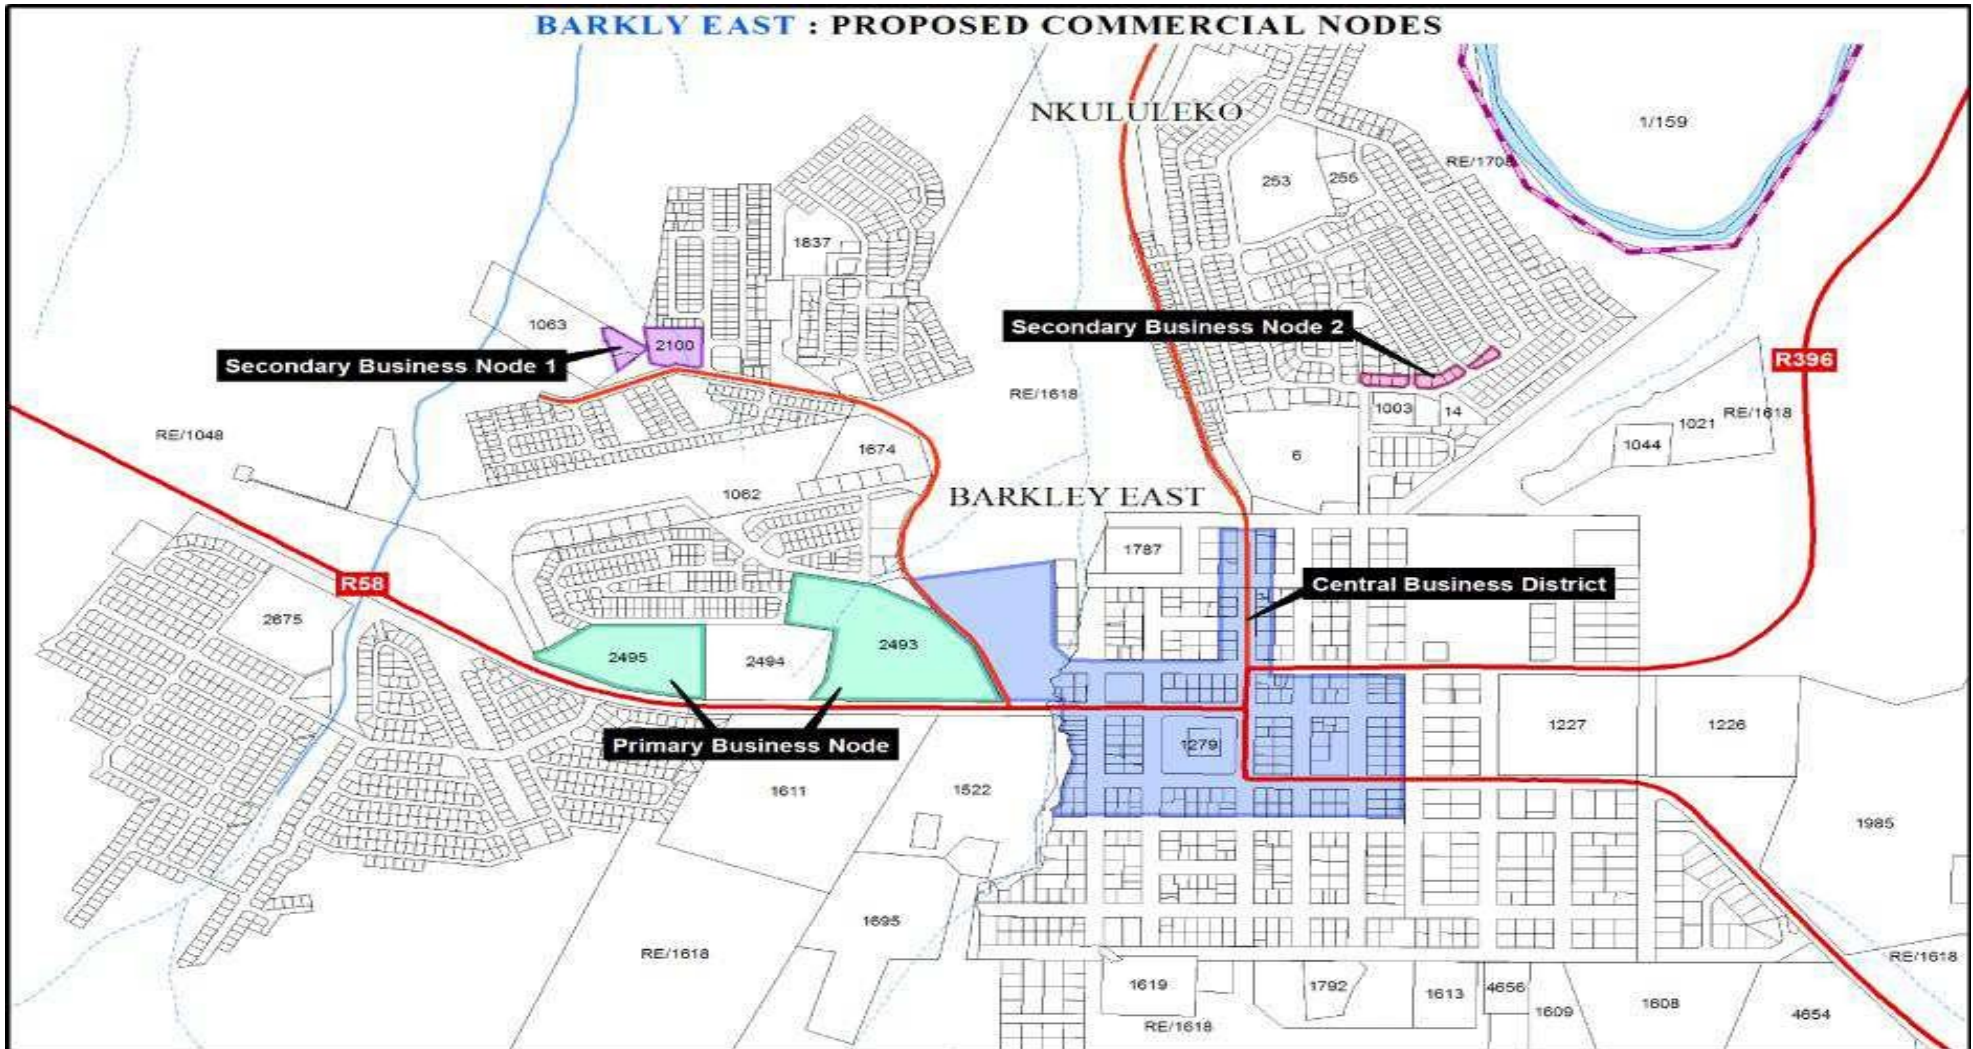 BARKLY EAST : PROPOSED COMMERCIAL NODES
NKULULEKO
1/159
RE/1708
253
256
1837
1063
2100
Secondary Business Node 2
Secondary Business Node 1
R396
RE/1618
1003
14
RE/1618
1021
1044
RE/1048
1674
6
1062
BARKLEY EAST
1787
R58
Central Business District
2675
2495
2494
2493
1227
1226
Primary Business Node
1279
1611
1522
1985
1695
RE/1618
RE/1618
1619
1792
1613
4656
1609
1608
4654
RE/1618